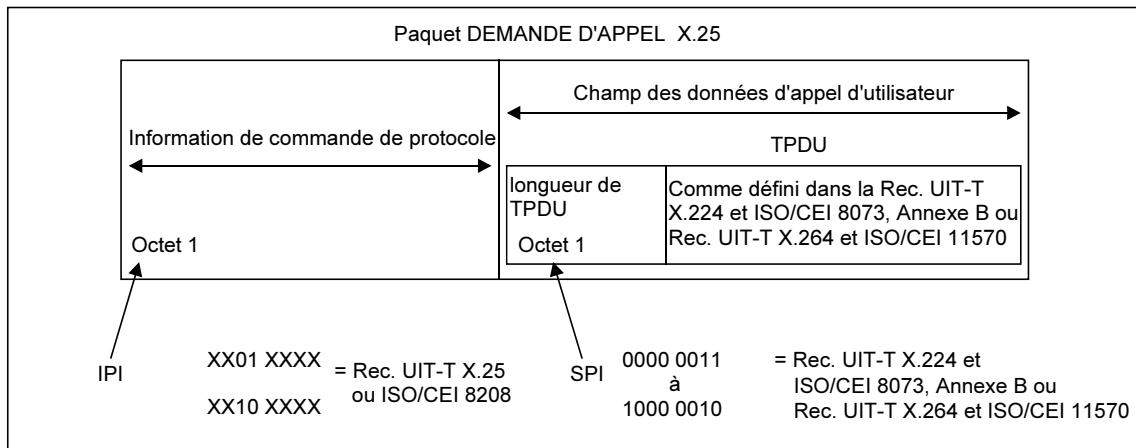 Paquet DEMANDE D'APPEL X.25
Champ des données d'appel d'utilisateur
Information de commande de protocole
TPDU
longueur de
TPDU
Octet 1
Comme défini dans la Rec. UIT-T
X.224 et ISO/CEI 8073, Annexe B ou
Rec. UIT-T X.264 et ISO/CEI 11570
Octet 1
IPI
XX01 XXXX
XX10 XXXX
= Rec. UIT-T X.25
ou ISO/CEI 8208
SPI
0000 0011
à
1000 0010
= Rec. UIT-T X.224 et
ISO/CEI 8073, Annexe B ou
Rec. UIT-T X.264 et ISO/CEI 11570